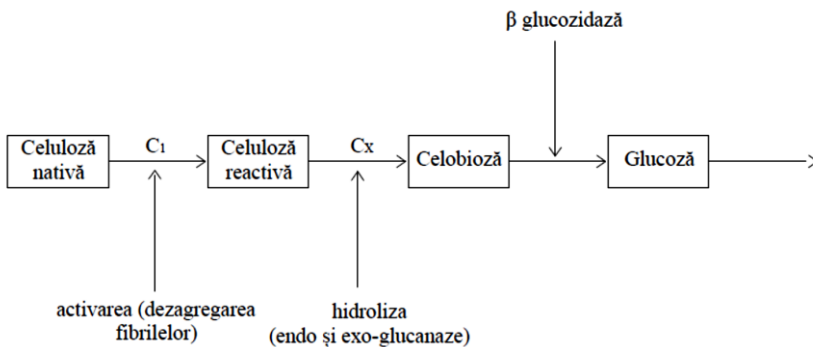 β glucozidază
Celuloză
nativă
C1
Celuloză
reactivă
Cx
Celobioză
Glucoză
activarea (dezagregarea
fibrilelor)
hidroliza
(endo și exo-glucanaze)